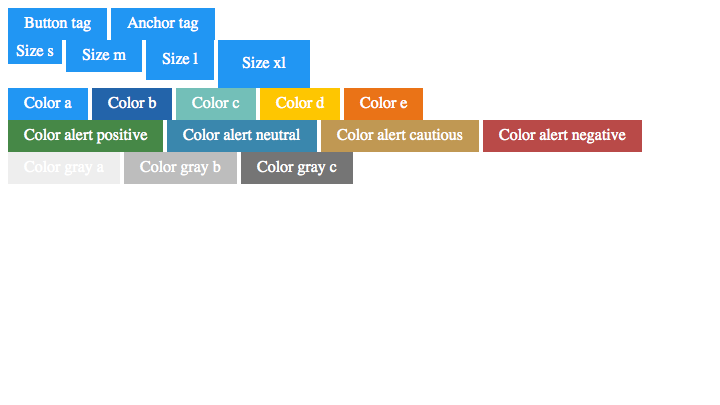 Button tag Anchor tag
Size s Size m Size l Size xl
Color a Color b Color c Color d Color e
Color alert positive Color alert neutral Color alert cautious Color alert negative
Color gray a Color gray b Color gray c